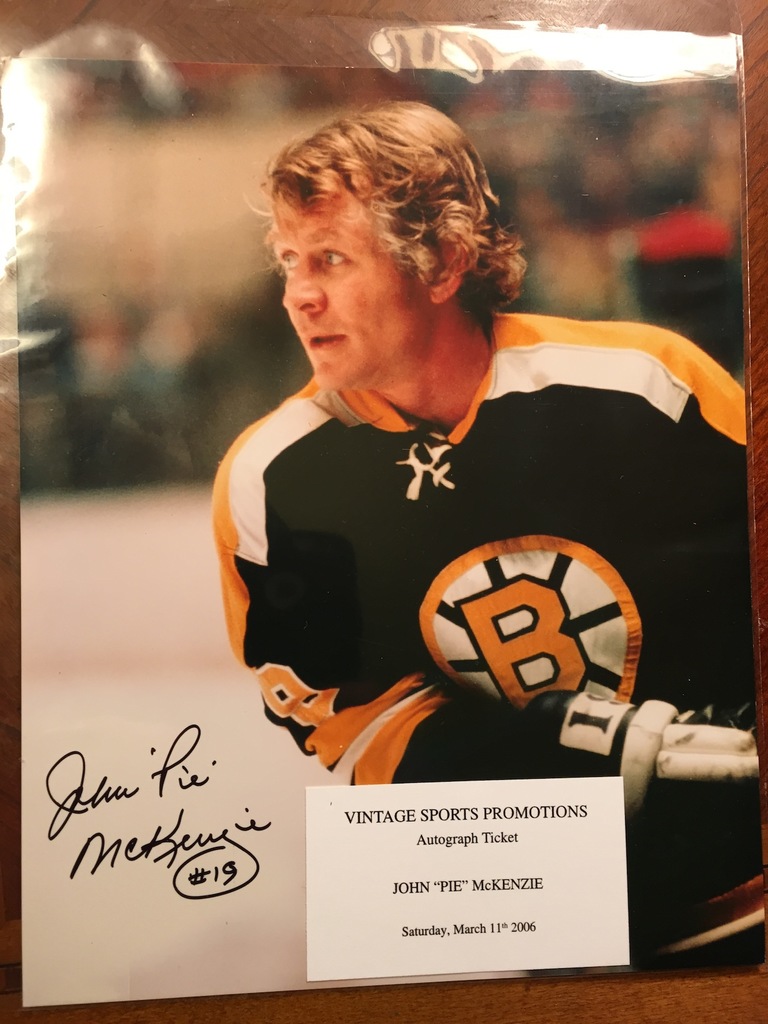 B
John "Pie"
McKenzie
#19
VINTAGE SPORTS PROMOTIONS
Autograph Ticket
JOHN “PIE” McKENZIE
Saturday, March 11th 2006